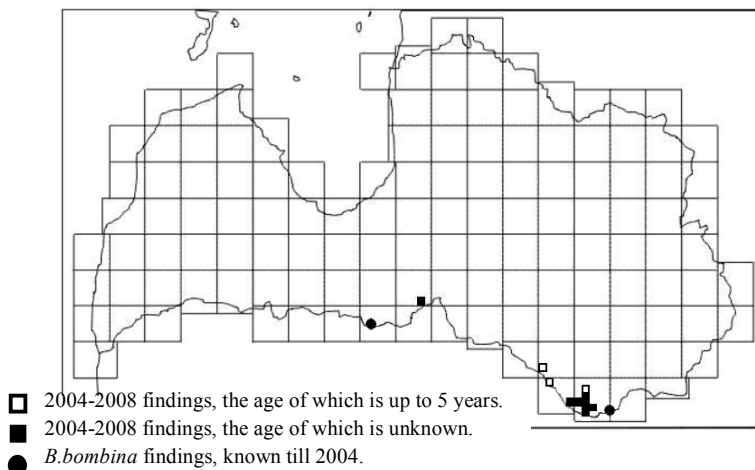 2004-2008 findings, the age of which is up to 5 years.
2004-2008 findings, the age of which is unknown.
B.bombina findings, known till 2004.